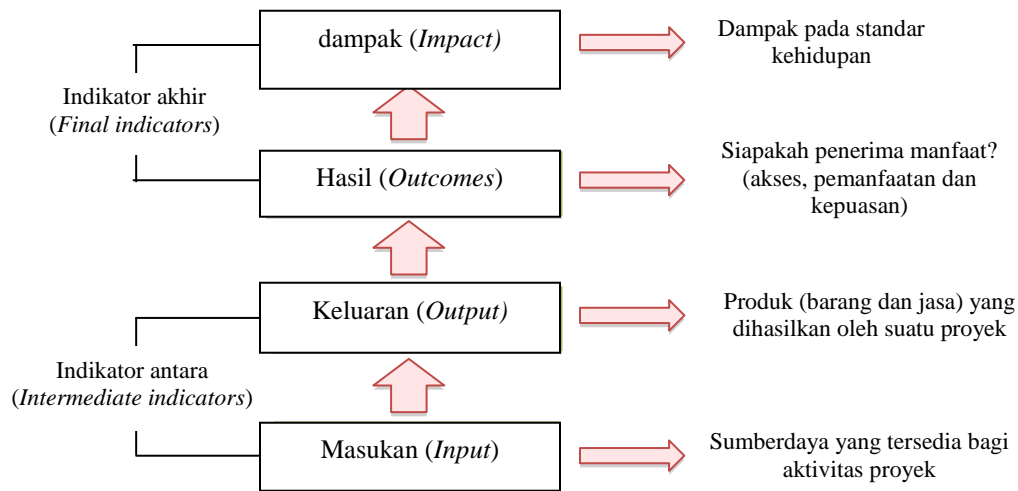 dampak (Impact)
Dampak pada standar
kehidupan
Indikator akhir
(Final indicators)
Hasil (Outcomes)
Siapakah penerima manfaat?
(akses, pemanfaatan dan
kepuasan)
Keluaran (Output)
Produk (barang dan jasa) yang
dihasilkan oleh suatu proyek
Indikator antara
(Intermediate indicators)
Masukan (Input)
Sumberdaya yang tersedia bagi
aktivitas proyek